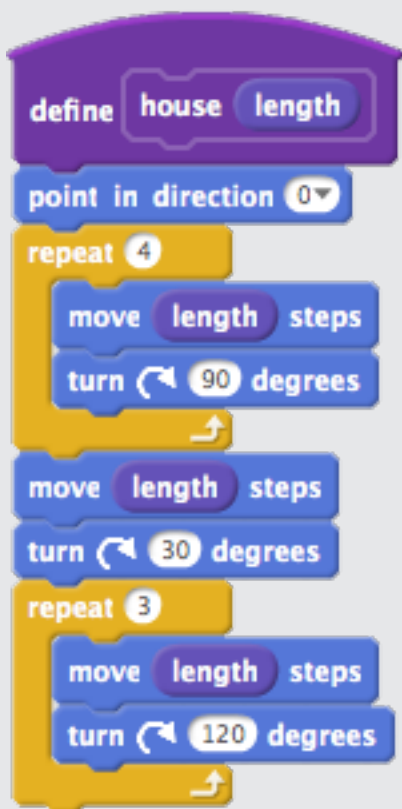 define house length
point in direction 0
repeat 4
move length steps
turn 90 degrees
move length steps
turn 30 degrees
repeat 3
move length steps
turn 120 degrees